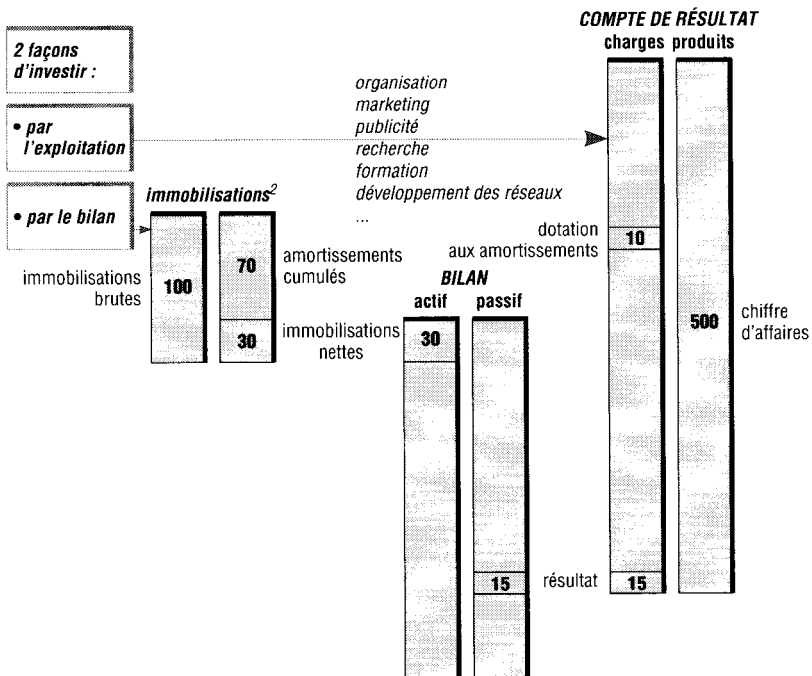 COMPTE DE RÉSULTAT
charges produits
2 façons
d'investir :
• par
l'exploitation
• par le bilan
organisation
marketing
publicité
recherche
formation
développement des réseaux
...
immobilisations²
immobilisations
brutes
100
70
amortissements
cumulés
30
immobilisations
nettes
dotation
aux amortissements
10
BILAN
actif passif
30
500
chiffre
d'affaires
15
résultat
15